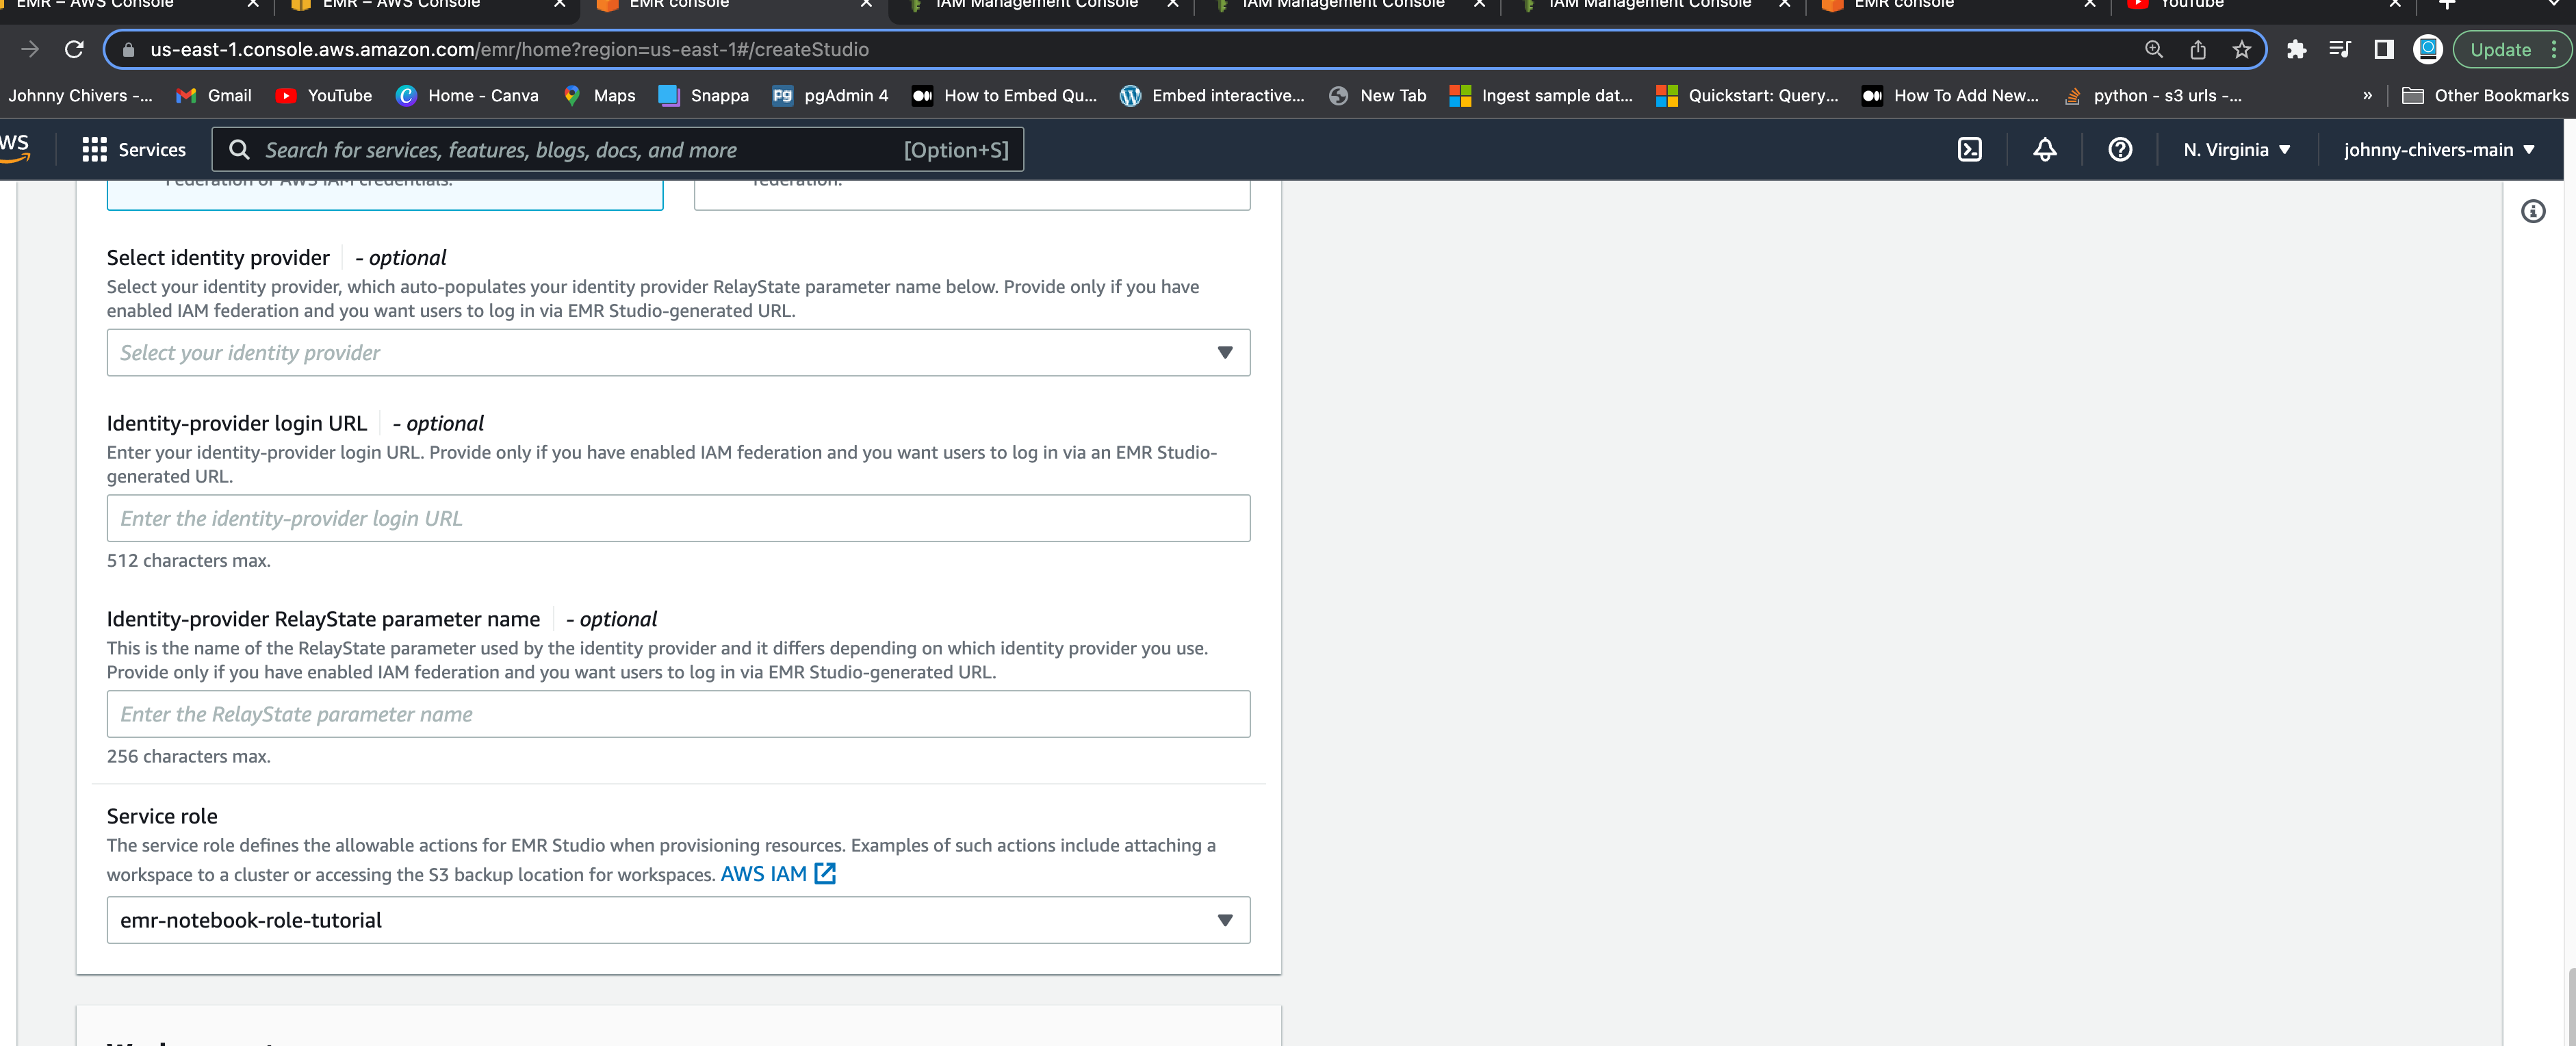 EMR – AWS Console
EMR – AWS Console
EMR console
IAM Management Console
IAM Management Console
IAM Management Console
EMR console
YouTube
us-east-1.console.aws.amazon.com/emr/home?region=us-east-1#/createStudio
Update
Johnny Chivers –...
Gmail
YouTube
Home - Canva
Maps
Snappa
pgAdmin 4
How to Embed Qu...
Embed interactive...
New Tab
Ingest sample dat...
Quickstart: Query...
How To Add New...
python - s3 urls -...
»
Other Bookmarks
Services
Search for services, features, blogs, docs, and more
[Option+S]
N. Virginia
johnny-chivers-main
Federation or AWS IAM credentials.
federation.
Select identity provider - optional
Select your identity provider, which auto-populates your identity provider RelayState parameter name below. Provide only if you have
enabled IAM federation and you want users to log in via EMR Studio-generated URL.
Select your identity provider
Identity-provider login URL - optional
Enter your identity-provider login URL. Provide only if you have enabled IAM federation and you want users to log in via an EMR Studio-
generated URL.
Enter the identity-provider login URL
512 characters max.
Identity-provider RelayState parameter name - optional
This is the name of the RelayState parameter used by the identity provider and it differs depending on which identity provider you use.
Provide only if you have enabled IAM federation and you want users to log in via EMR Studio-generated URL.
Enter the RelayState parameter name
256 characters max.
Service role
The service role defines the allowable actions for EMR Studio when provisioning resources. Examples of such actions include attaching a
workspace to a cluster or accessing the S3 backup location for workspaces. AWS IAM
emr-notebook-role-tutorial